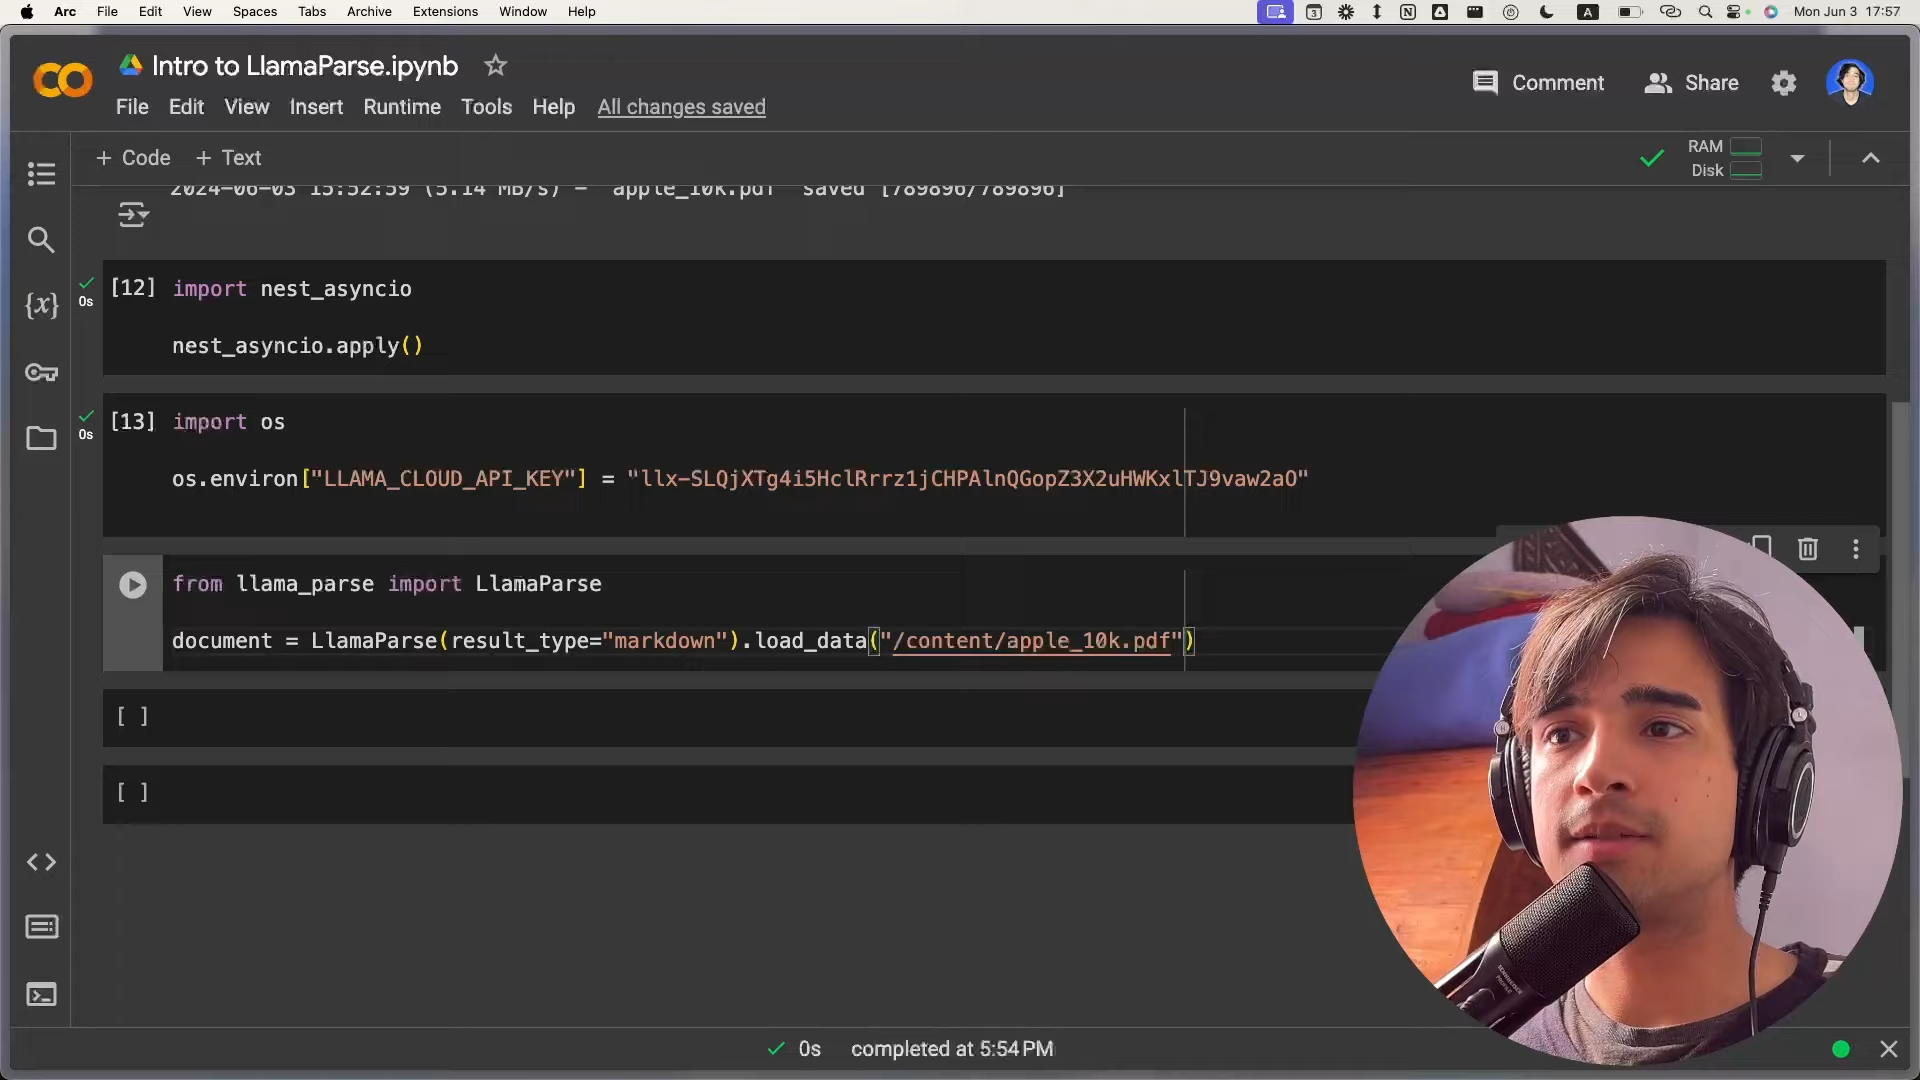 Arc File Edit View Spaces Tabs Archive Extensions Window Help Mon Jun 3 17:57
Intro to LlamaParse.ipynb
Comment Share
File Edit View Insert Runtime Tools Help All changes saved
+ Code + Text
RAM
Disk
2024-06-03 15:52:59 (5.14 MB/s) - apple_10k.pdf saved [789896/789896]
[12] import nest_asyncio
0s
nest_asyncio.apply()
[13] import os
0s
os.environ["LLAMA_CLOUD_API_KEY"] = "llx-SLQjXTg4i5HclRrrz1jCHPAlnQGopZ3X2uHWKxlTJ9vaw2aO"
from llama_parse import LlamaParse
document = LlamaParse(result_type="markdown").load_data("/content/apple_10k.pdf")
[ ]
[ ]
0s completed at 5:54 PM